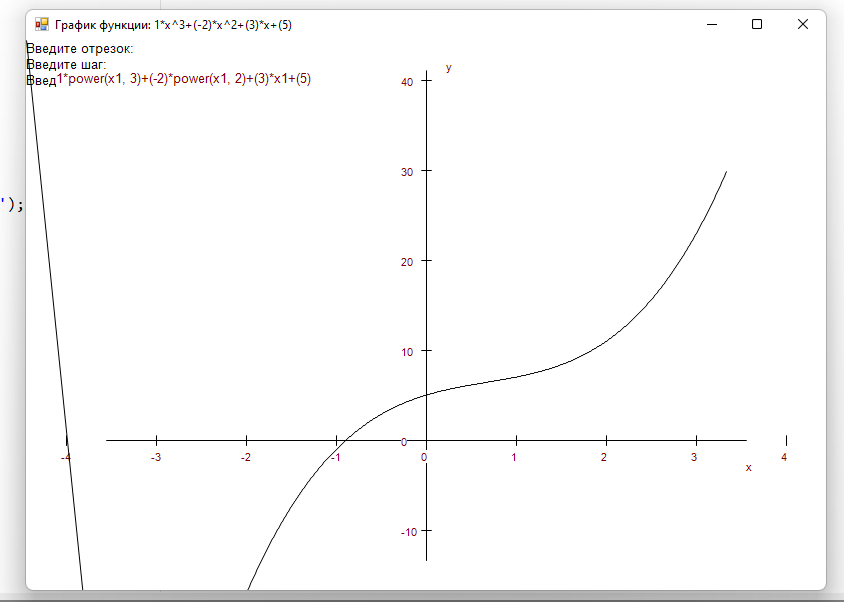 График функции: 1*x^3+(-2)*x^2+(3)*x+(5)
Введите отрезок:
Введите шаг:
Введ1*power(x1, 3)+(-2)*power(x1, 2)+(3)*x1+(5)
y
40
30
');
20
10
0
-4 -3 -2 -1 0 1 2 3 4
x
-10